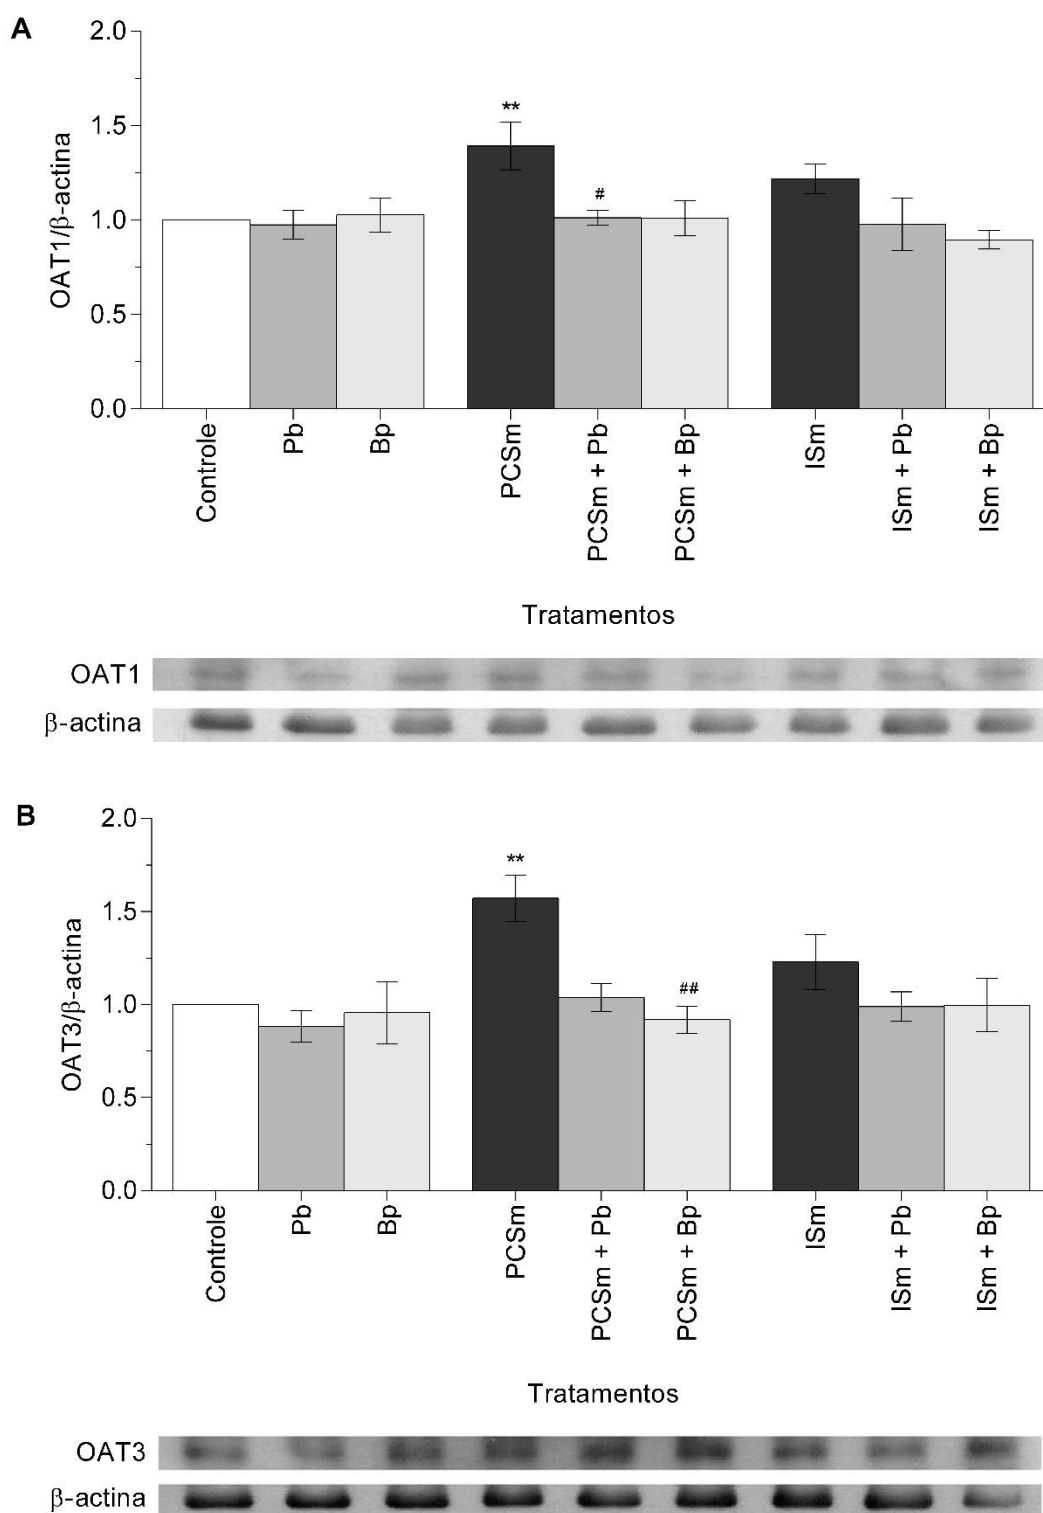 A
2.0
1.5
1.0
0.5
0.0
OAT1/β-actina
**
#
Controle
Pb
Bp
PCSm
PCSm + Pb
PCSm + Bp
ISm
ISm + Pb
ISm + Bp
Tratamentos
OAT1
β-actina
B
2.0
1.5
1.0
0.5
0.0
OAT3/β-actina
**
##
Controle
Pb
Bp
PCSm
PCSm + Pb
PCSm + Bp
ISm
ISm + Pb
ISm + Bp
Tratamentos
OAT3
β-actina